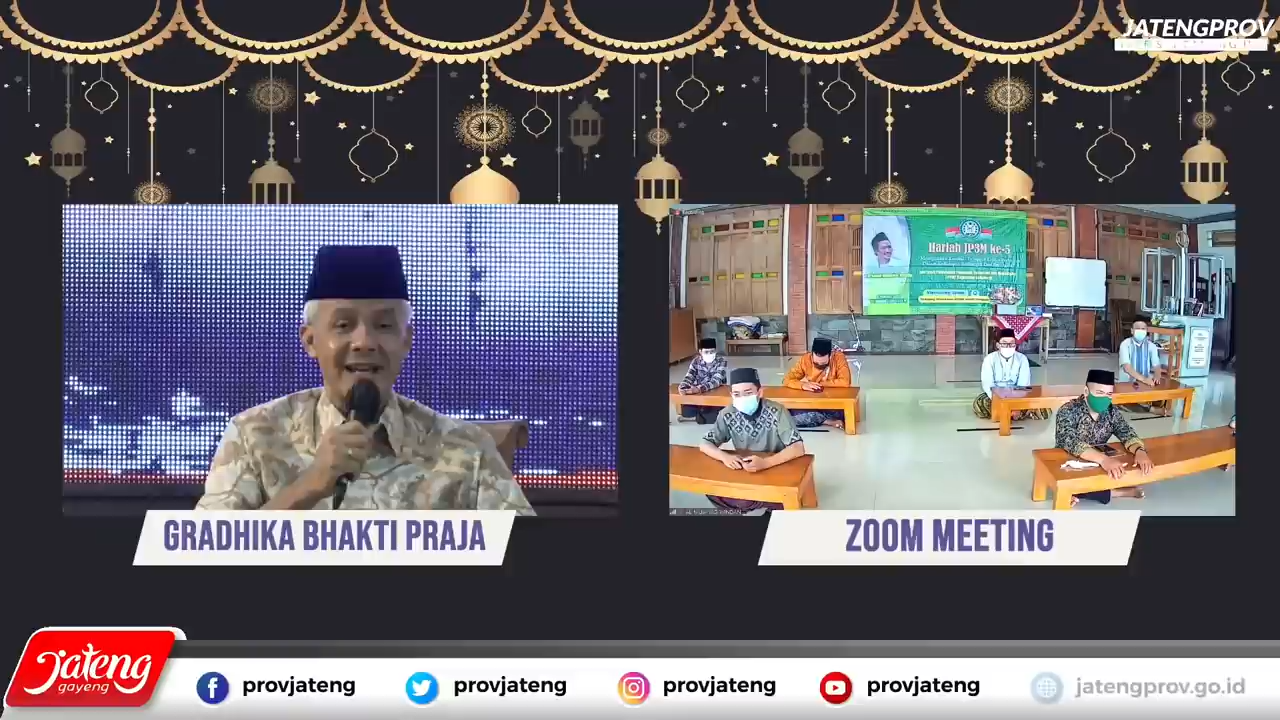 JATENGPROV
Harlah JP3M ke-5
GRADHIKA BHAKTI PRAJA
ZOOM MEETING
Jateng
gayeng
provjateng
provjateng
provjateng
provjateng
jatengprov.go.id